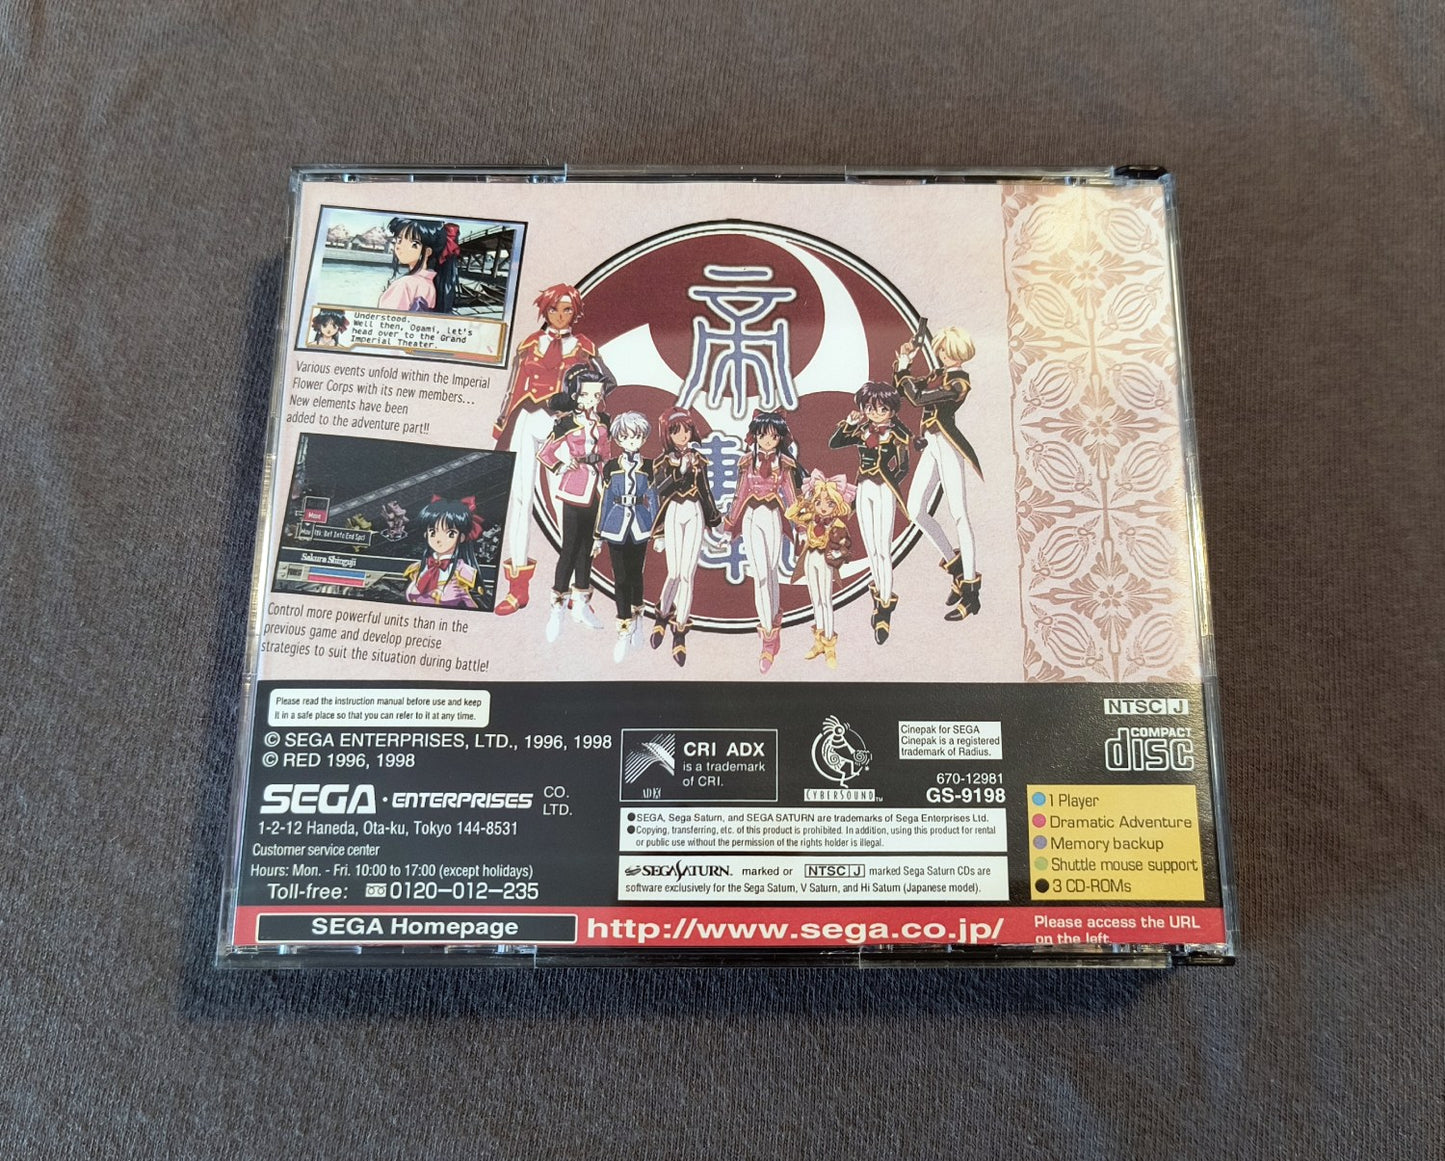 Understood.
Well then, Ogami, let's
head over to the Grand
Imperial Theater.
Various events unfold within the Imperial
Flower Corps with its new members...
New elements have been
added to the adventure part!!
Move
Sakura Shinguji
Control more powerful units than in the
previous game and develop precise
strategies to suit the situation during battle!
帝
Please read the instruction manual before use and keep
it in a safe place so that you can refer to it at any time.
© SEGA ENTERPRISES, LTD., 1996, 1998
© RED 1996, 1998
SEGA · ENTERPRISES CO. LTD.
1-2-12 Haneda, Ota-ku, Tokyo 144-8531
Customer service center
Hours: Mon. - Fri. 10:00 to 17:00 (except holidays)
Toll-free: 0120-012-235
CRI ADX
is a trademark
of CRI.
ADX
CYBERSOUND™
Cinepak for SEGA
Cinepak is a registered
trademark of Radius.
670-12981
GS-9198
●SEGA, Sega Saturn, and SEGA SATURN are trademarks of Sega Enterprises Ltd.
●Copying, transferring, etc. of this product is prohibited. In addition, using this product for rental
or public use without the permission of the rights holder is illegal.
SEGA SATURN. marked or NTSC J marked Sega Saturn CDs are
software exclusively for the Sega Saturn, V Saturn, and Hi Saturn (Japanese model).
NTSC J
COMPACT
disc
1 Player
Dramatic Adventure
Memory backup
Shuttle mouse support
3 CD-ROMs
SEGA Homepage
http://www.sega.co.jp/
Please access the URL
on the left.